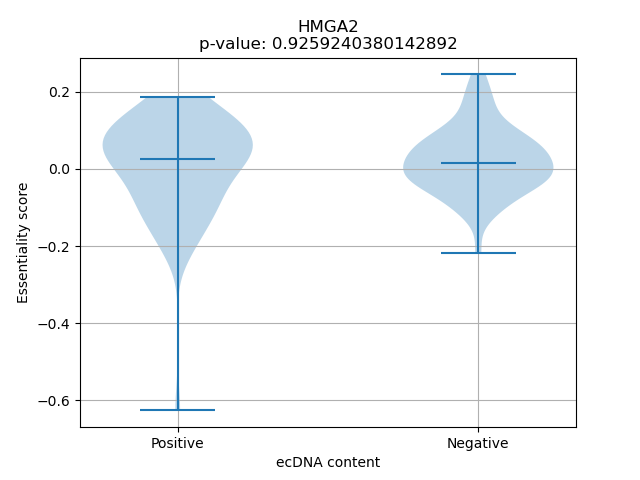 HMGA2
p-value: 0.9259240380142892
0.2
0.0
−0.2
−0.4
−0.6
Essentiality score
Positive
Negative
ecDNA content